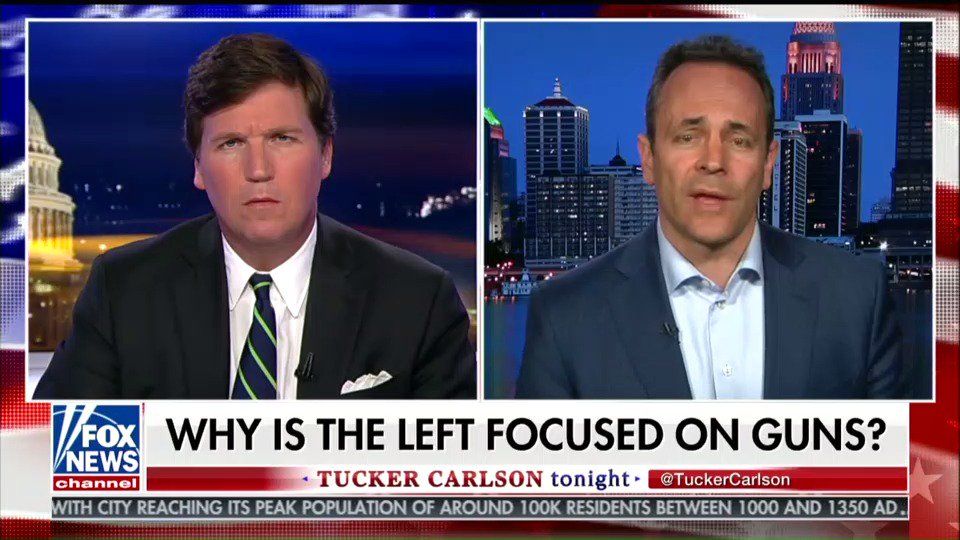 FOX
NEWS
channel
WHY IS THE LEFT FOCUSED ON GUNS?
TUCKER CARLSON tonight
@TuckerCarlson
WITH CITY REACHING ITS PEAK POPULATION OF AROUND 100K RESIDENTS BETWEEN 1000 AND 1350 AD.